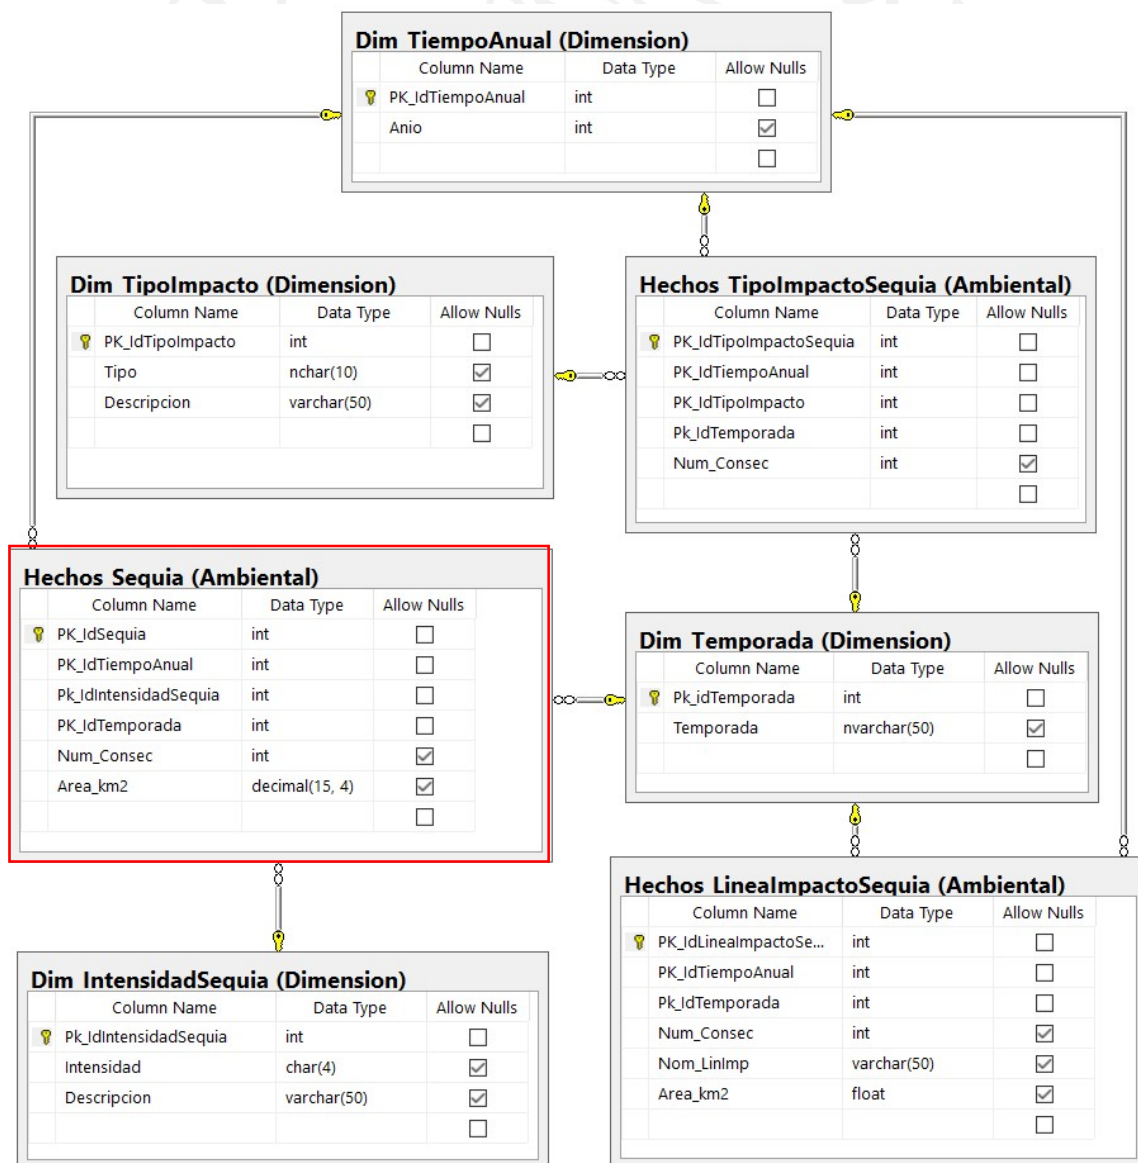 Dim TiempoAnual (Dimension)
Column Name Data Type Allow Nulls
PK_IdTiempoAnual int
Anio int
Dim TipoImpacto (Dimension)
Column Name Data Type Allow Nulls
PK_IdTipoImpacto int
Tipo nchar(10)
Descripcion varchar(50)
Hechos TipoImpactoSequia (Ambiental)
Column Name Data Type Allow Nulls
PK_IdTipoImpactoSequia int
PK_IdTiempoAnual int
PK_IdTipoImpacto int
Pk_IdTemporada int
Num_Consec int
Hechos Sequia (Ambiental)
Column Name Data Type Allow Nulls
PK_IdSequia int
PK_IdTiempoAnual int
Pk_IdIntensidadSequia int
PK_IdTemporada int
Num_Consec int
Area_km2 decimal(15, 4)
Dim Temporada (Dimension)
Column Name Data Type Allow Nulls
Pk_idTemporada int
Temporada nvarchar(50)
Dim IntensidadSequia (Dimension)
Column Name Data Type Allow Nulls
Pk_IdIntensidadSequia int
Intensidad char(4)
Descripcion varchar(50)
Hechos LineaImpactoSequia (Ambiental)
Column Name Data Type Allow Nulls
PK_IdLineaImpactoSe... int
PK_IdTiempoAnual int
Pk_IdTemporada int
Num_Consec int
Nom_LinImp varchar(50)
Area_km2 float